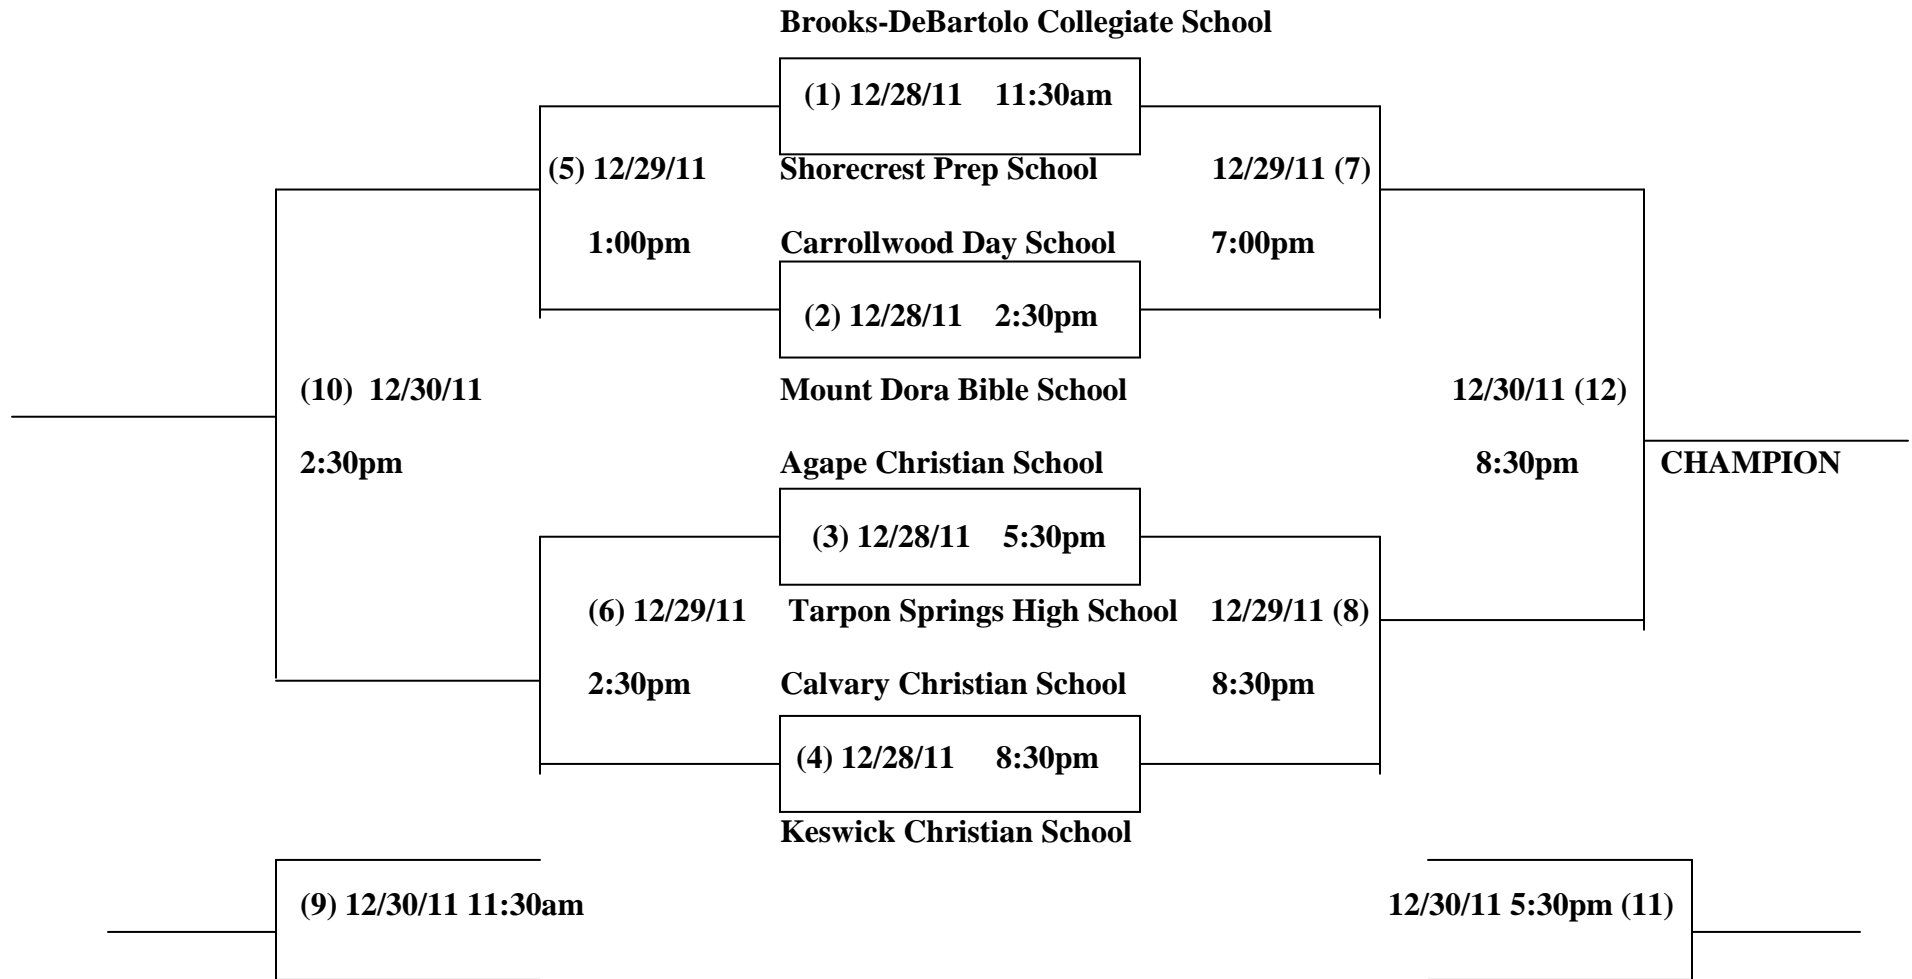 Brooks-DeBartolo Collegiate School
(1) 12/28/11 11:30am
(5) 12/29/11 Shorecrest Prep School 12/29/11 (7)
1:00pm Carrollwood Day School 7:00pm
(2) 12/28/11 2:30pm
(10) 12/30/11 Mount Dora Bible School 12/30/11 (12)
2:30pm Agape Christian School 8:30pm CHAMPION
(3) 12/28/11 5:30pm
(6) 12/29/11 Tarpon Springs High School 12/29/11 (8)
2:30pm Calvary Christian School 8:30pm
(4) 12/28/11 8:30pm
Keswick Christian School
(9) 12/30/11 11:30am 12/30/11 5:30pm (11)